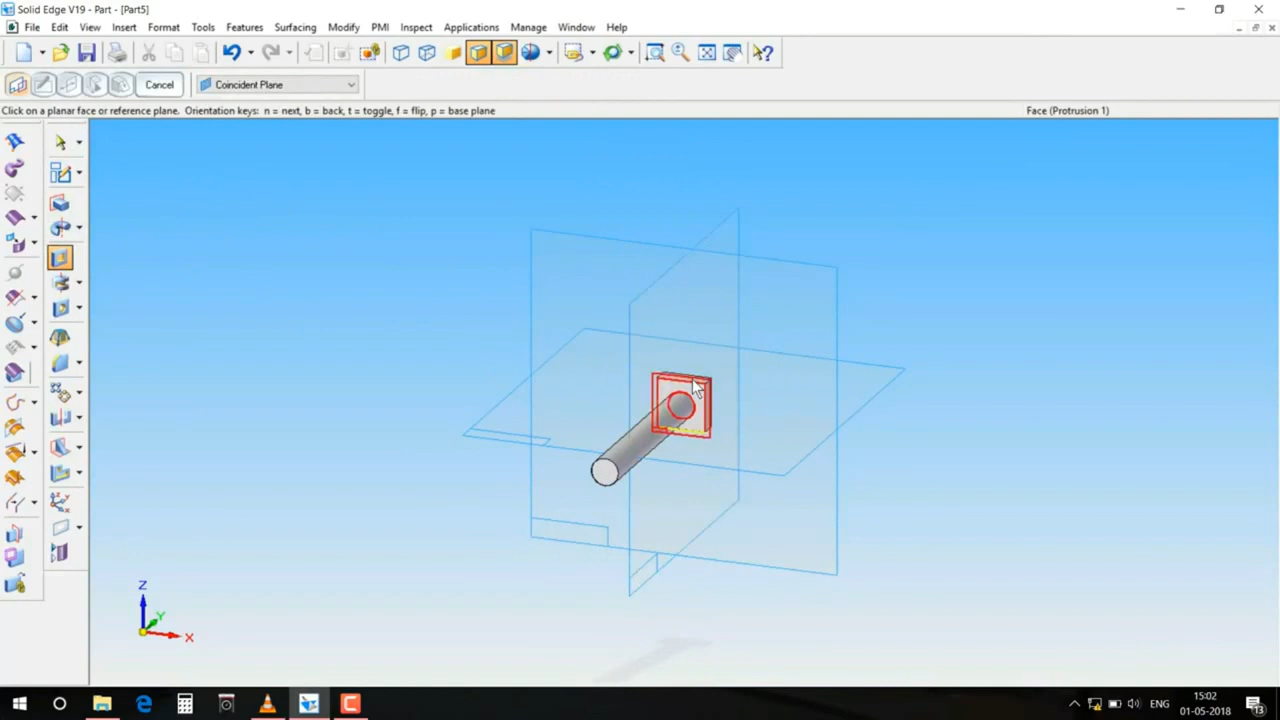 Solid Edge V19 - Part - [Part5]
File Edit View Insert Format Tools Features Surfacing Modify PMI Inspect Applications Manage Window Help
Cancel Coincident Plane
Click on a planar face or reference plane. Orientation keys: n = next, b = back, t = toggle, f = flip, p = base plane Face (Protrusion 1)
Z
Y
X
15:02
ENG
01-05-2018
13